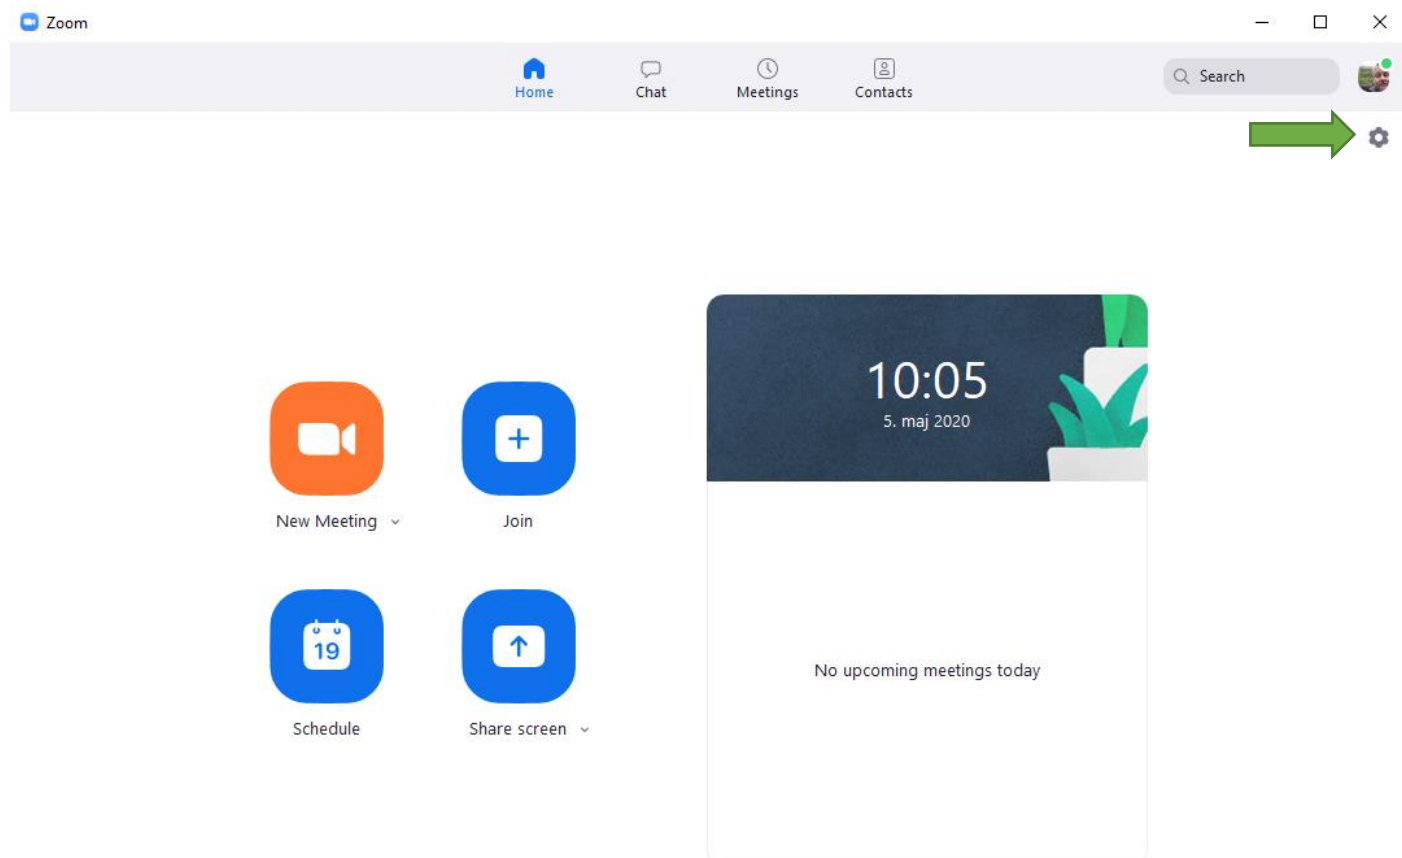 Zoom
Home
Chat
Meetings
Contacts
Search
10:05
5. maj 2020
New Meeting
Join
19
Schedule
Share screen
No upcoming meetings today